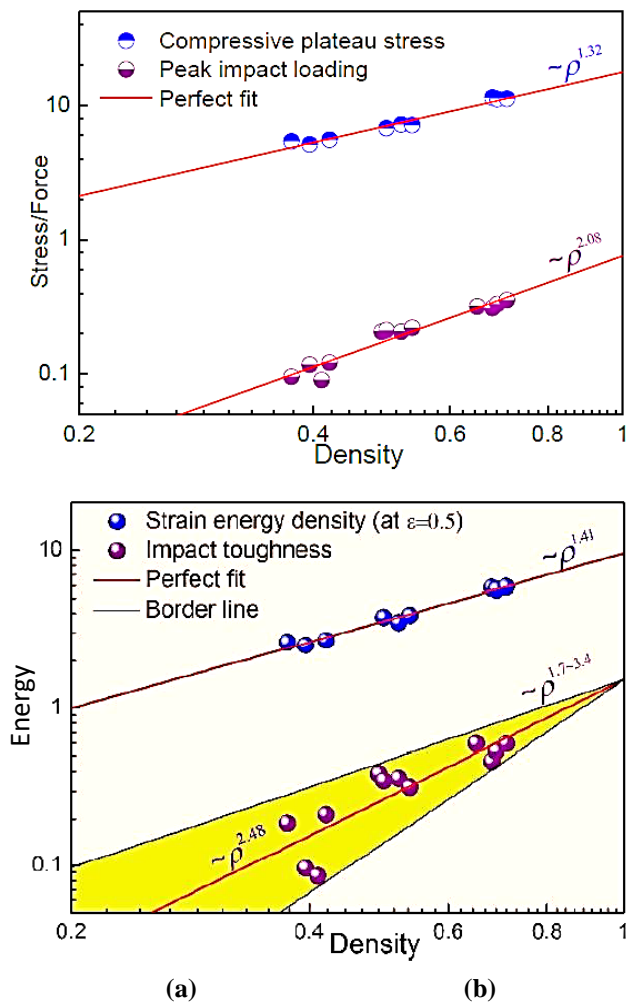 Compressive plateau stress
Peak impact loading
Perfect fit
~ρ^1.32
~ρ^2.08
Stress/Force
10
1
0.1
0.2
0.4
0.6
0.8
1
Density
Strain energy density (at ε=0.5)
Impact toughness
Perfect fit
Border line
~ρ^1.41
~ρ^1.7~3.4
~ρ^2.48
Energy
10
1
0.1
0.2
0.4
0.6
0.8
1
Density
(a) (b)